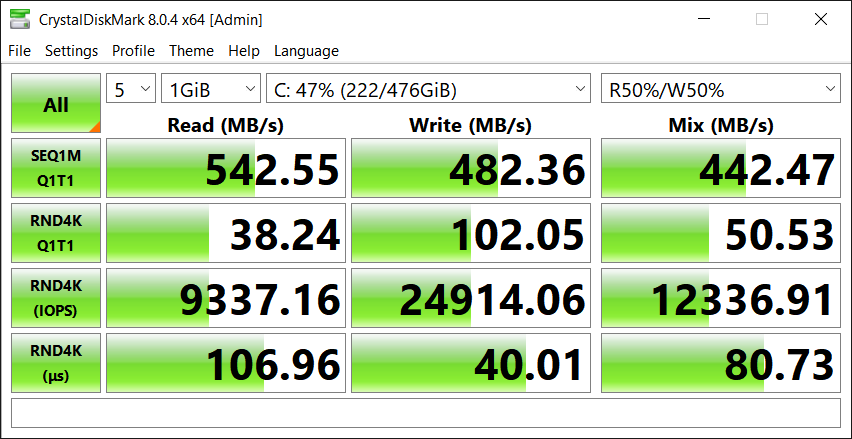 CrystalDiskMark 8.0.4 x64 [Admin]
File Settings Profile Theme Help Language
All 5 1GiB C: 47% (222/476GiB) R50%/W50%
Read (MB/s) Write (MB/s) Mix (MB/s)
SEQ1M
Q1T1
542.55 482.36 442.47
RND4K
Q1T1
38.24 102.05 50.53
RND4K
(IOPS)
9337.16 24914.06 12336.91
RND4K
(μs)
106.96 40.01 80.73